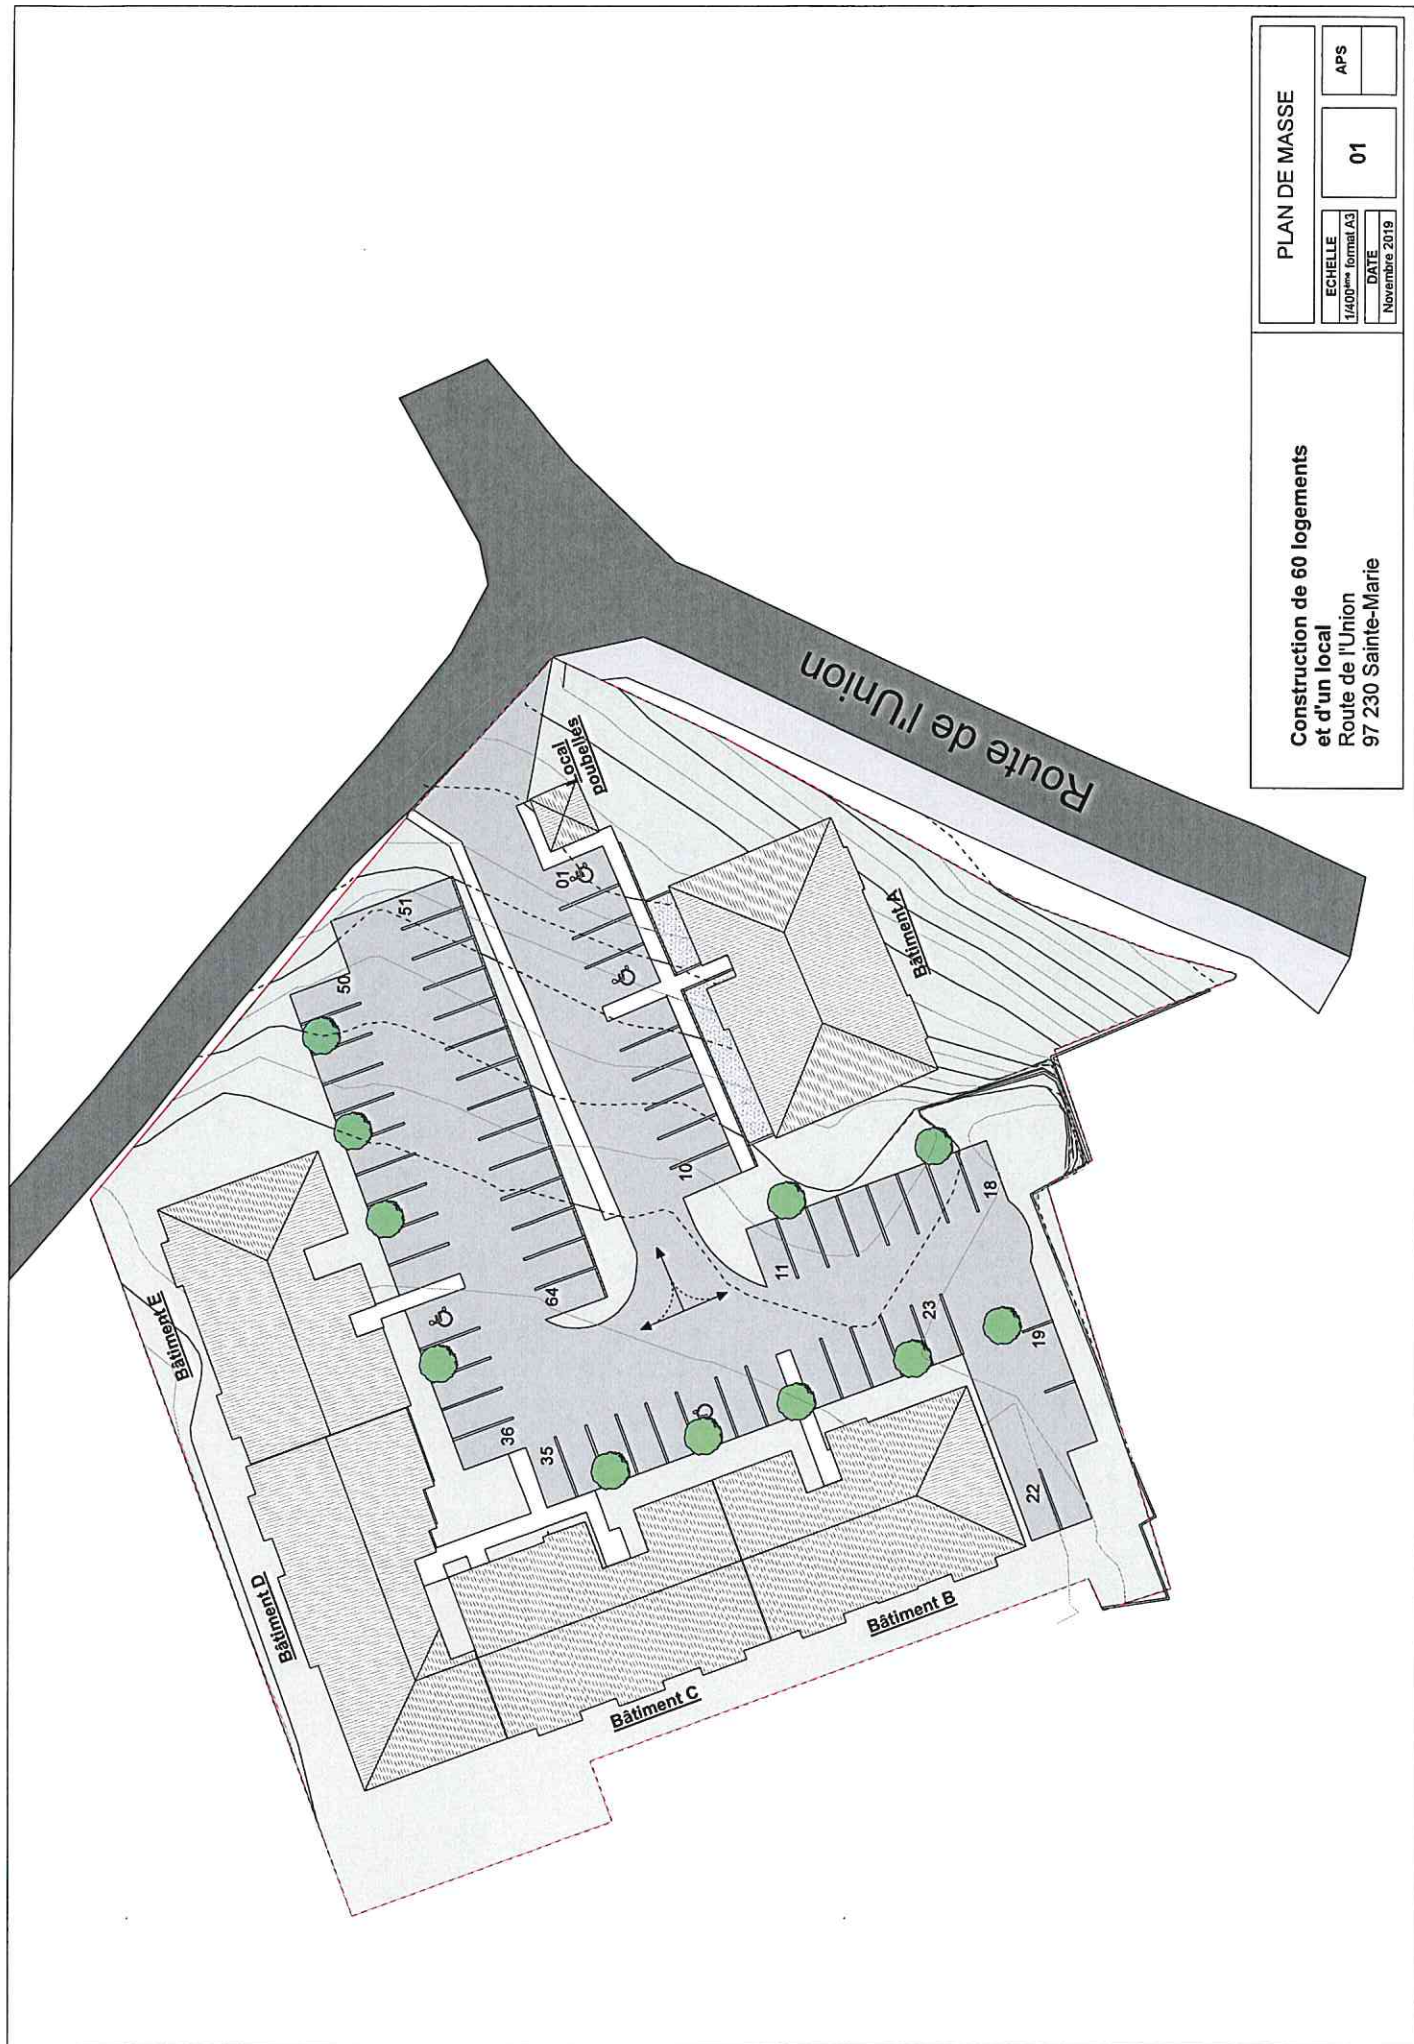 PLAN DE MASSE
ECHELLE
1/400ème format A3
DATE
Novembre 2019
01
APS
Construction de 60 logements
et d'un local
Route de l'Union
97 230 Sainte-Marie
Route de l'Union
Local
poubelles
Bâtiment A
Bâtiment B
Bâtiment C
Bâtiment D
Bâtiment E
01
10
11
18
19
22
23
35
36
50
51
64